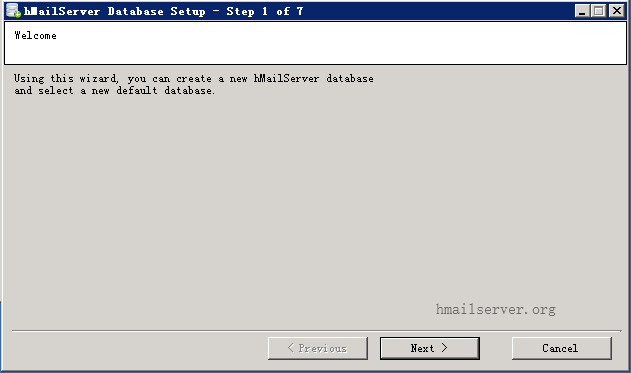 hMailServer Database Setup - Step 1 of 7
Welcome
Using this wizard, you can create a new hMailServer database
and select a new default database.
hmailserver.org
< Previous
Next >
Cancel